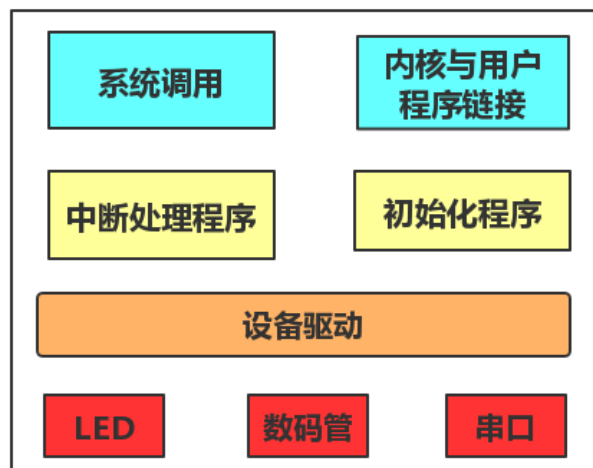 系统调用
内核与用户
程序链接
中断处理程序
初始化程序
设备驱动
LED
数码管
串口